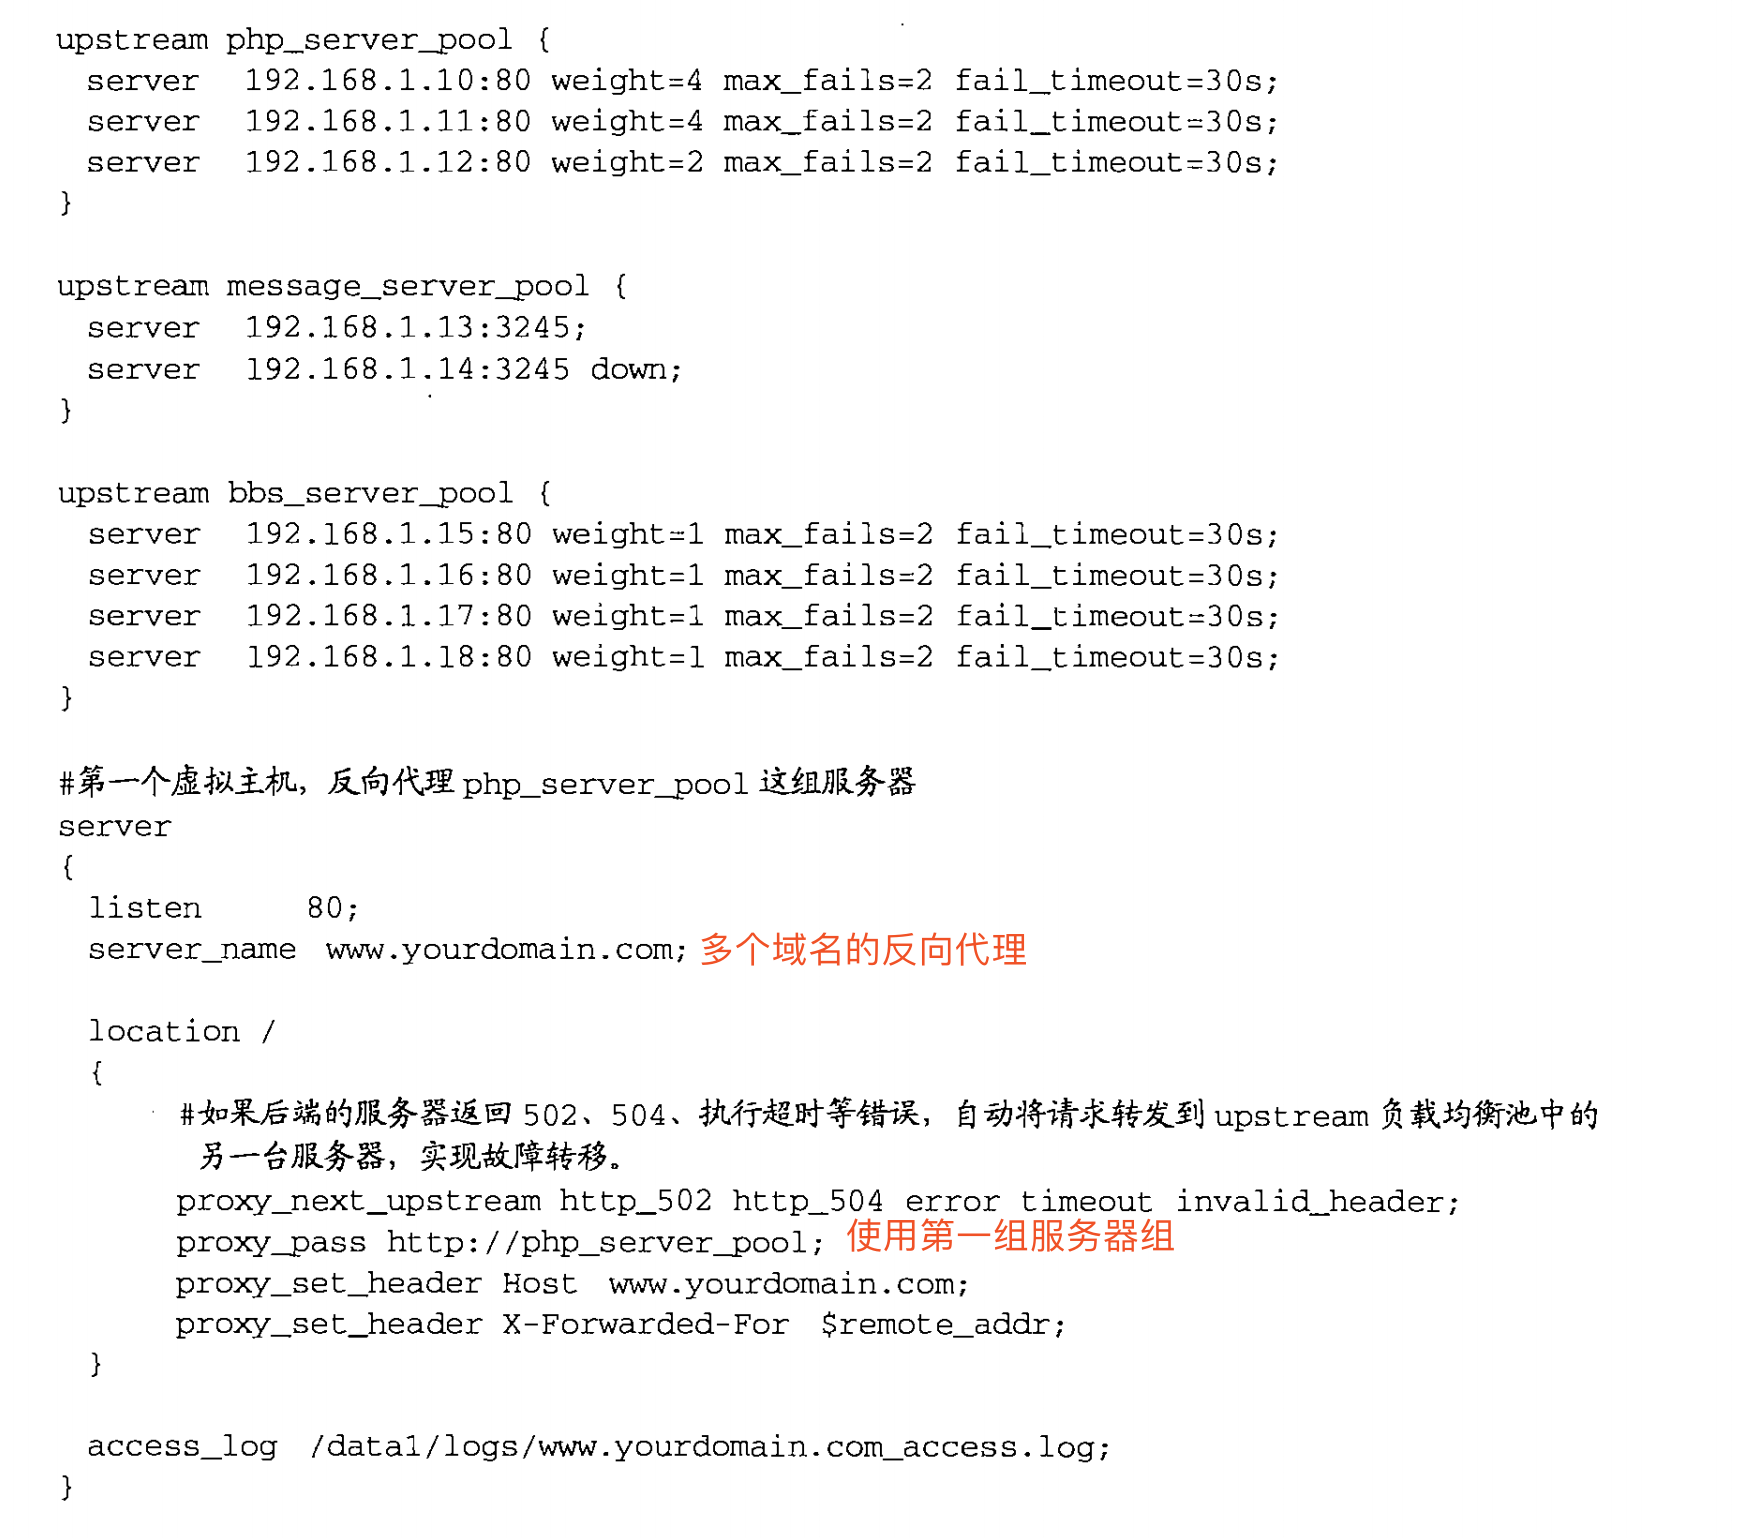 upstream php_server_pool {
server 192.168.1.10:80 weight=4 max_fails=2 fail_timeout=30s;
server 192.168.1.11:80 weight=4 max_fails=2 fail_timeout=30s;
server 192.168.1.12:80 weight=2 max_fails=2 fail_timeout=30s;
}
upstream message_server_pool {
server 192.168.1.13:3245;
server 192.168.1.14:3245 down;
}
upstream bbs_server_pool {
server 192.168.1.15:80 weight=1 max_fails=2 fail_timeout=30s;
server 192.168.1.16:80 weight=1 max_fails=2 fail_timeout=30s;
server 192.168.1.17:80 weight=1 max_fails=2 fail_timeout=30s;
server 192.168.1.18:80 weight=1 max_fails=2 fail_timeout=30s;
}
#第一个虚拟主机，反向代理 php_server_pool 这组服务器
server
{
listen 80;
server_name www.yourdomain.com; 多个域名的反向代理
location /
{
#如果后端的服务器返回 502、504、执行超时等错误，自动将请求转发到 upstream 负载均衡池中的
另一台服务器，实现故障转移。
proxy_next_upstream http_502 http_504 error timeout invalid_header;
proxy_pass http://php_server_pool; 使用第一组服务器组
proxy_set_header Host www.yourdomain.com;
proxy_set_header X-Forwarded-For $remote_addr;
}
access_log /data1/logs/www.yourdomain.com_access.log;
}